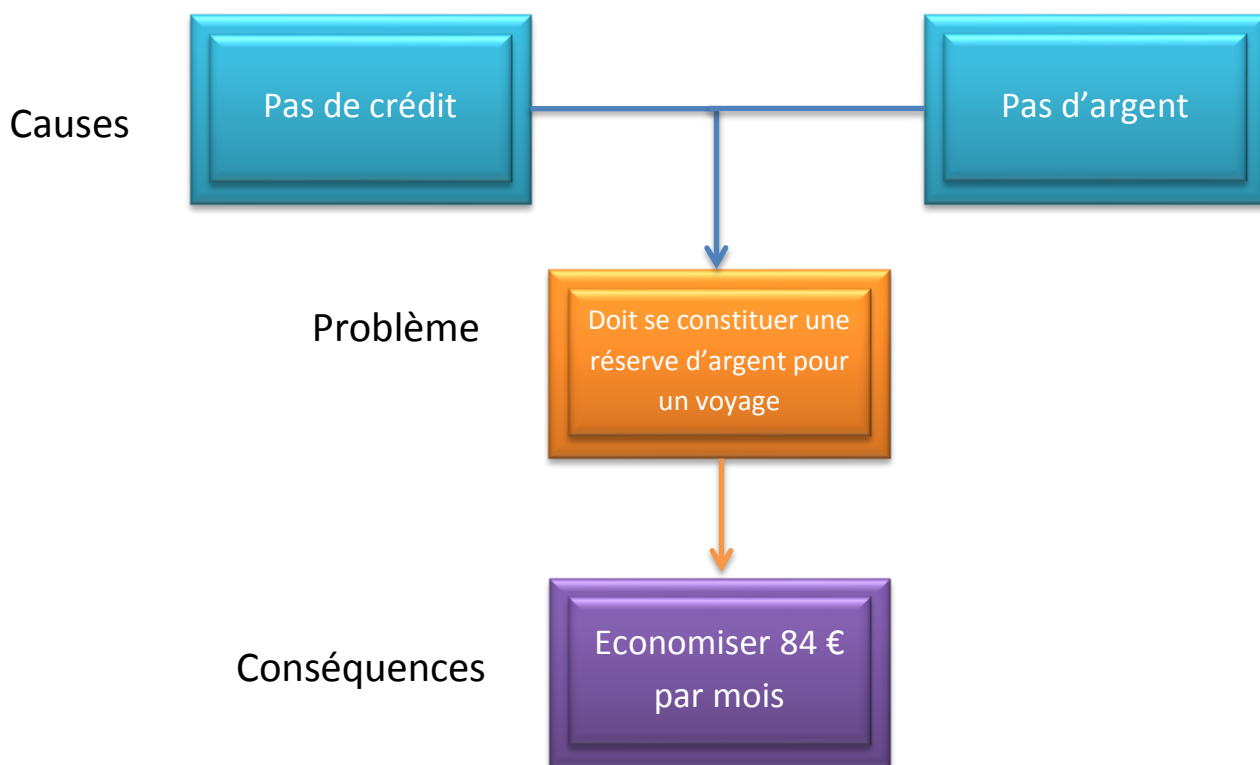 Pas de crédit
Pas d’argent
Causes
Problème
Doit se constituer une
réserve d’argent pour
un voyage
Conséquences
Economiser 84 €
par mois